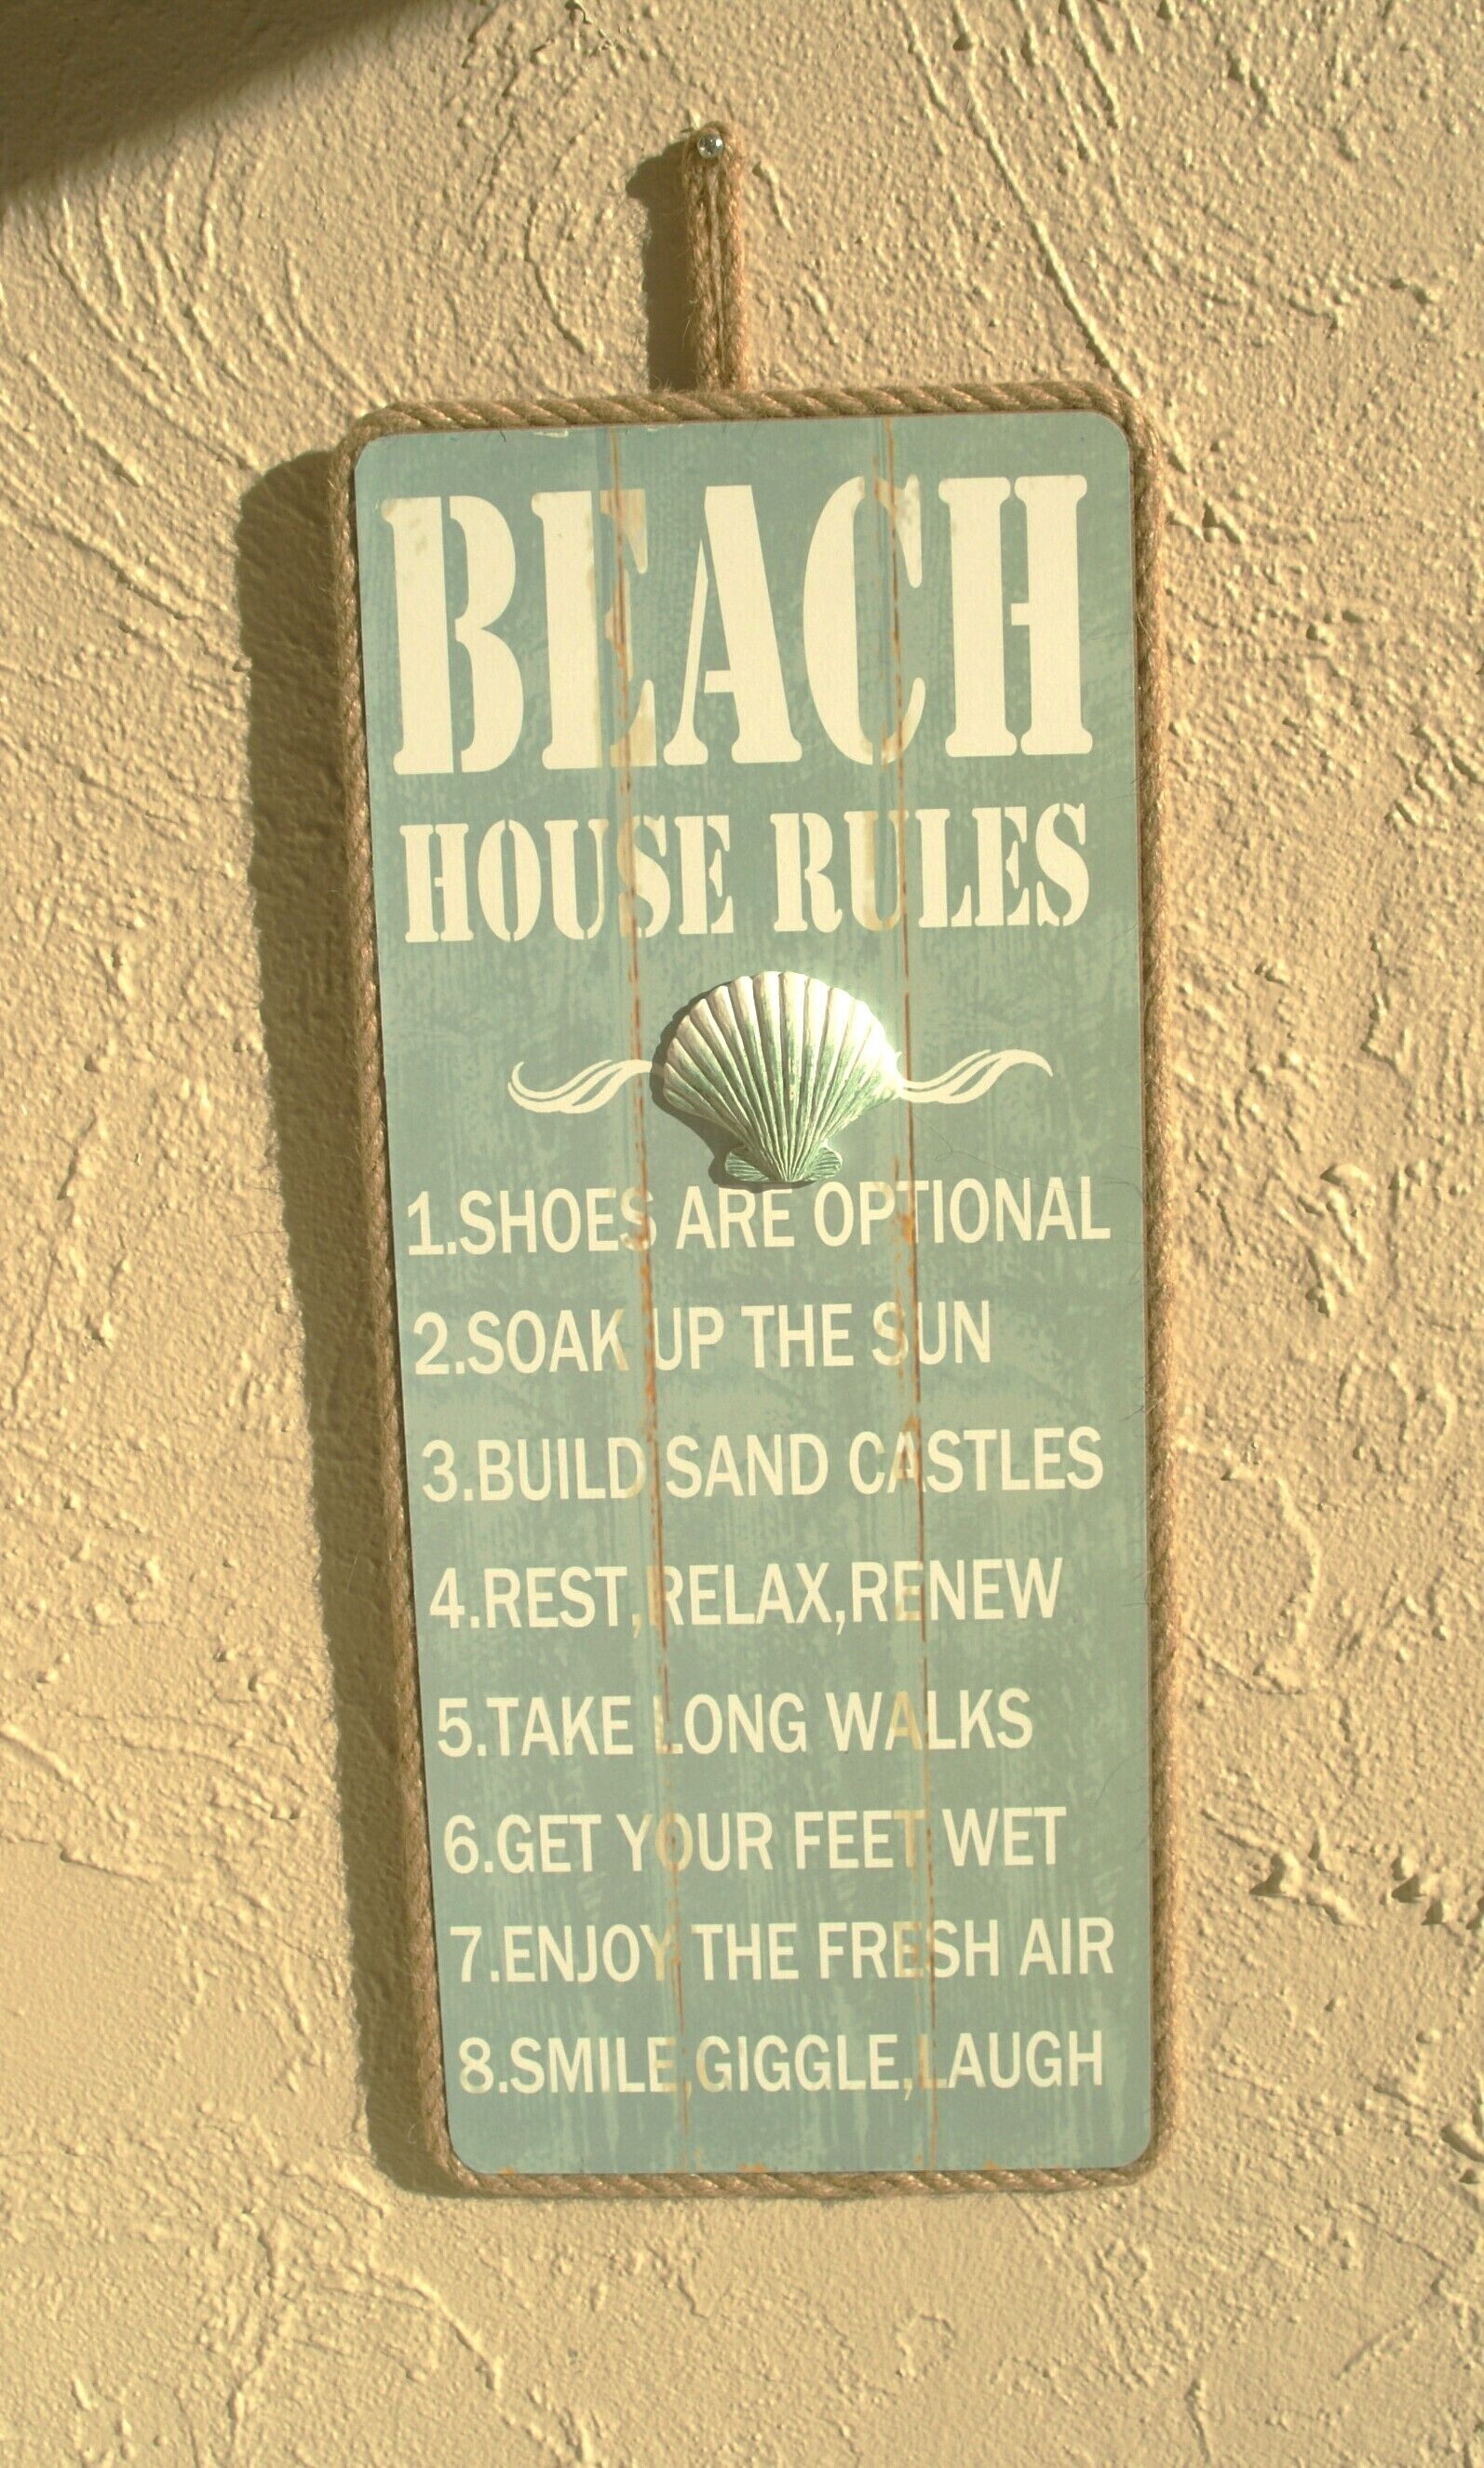 BEACH
HOUSE RULES
1.SHOES ARE OPTIONAL
2.SOAK UP THE SUN
3.BUILD SAND CASTLES
4.REST,RELAX,RENEW
5.TAKE LONG WALKS
6.GET YOUR FEET WET
7.ENJOY THE FRESH AIR
8.SMILE,GIGGLE,LAUGH